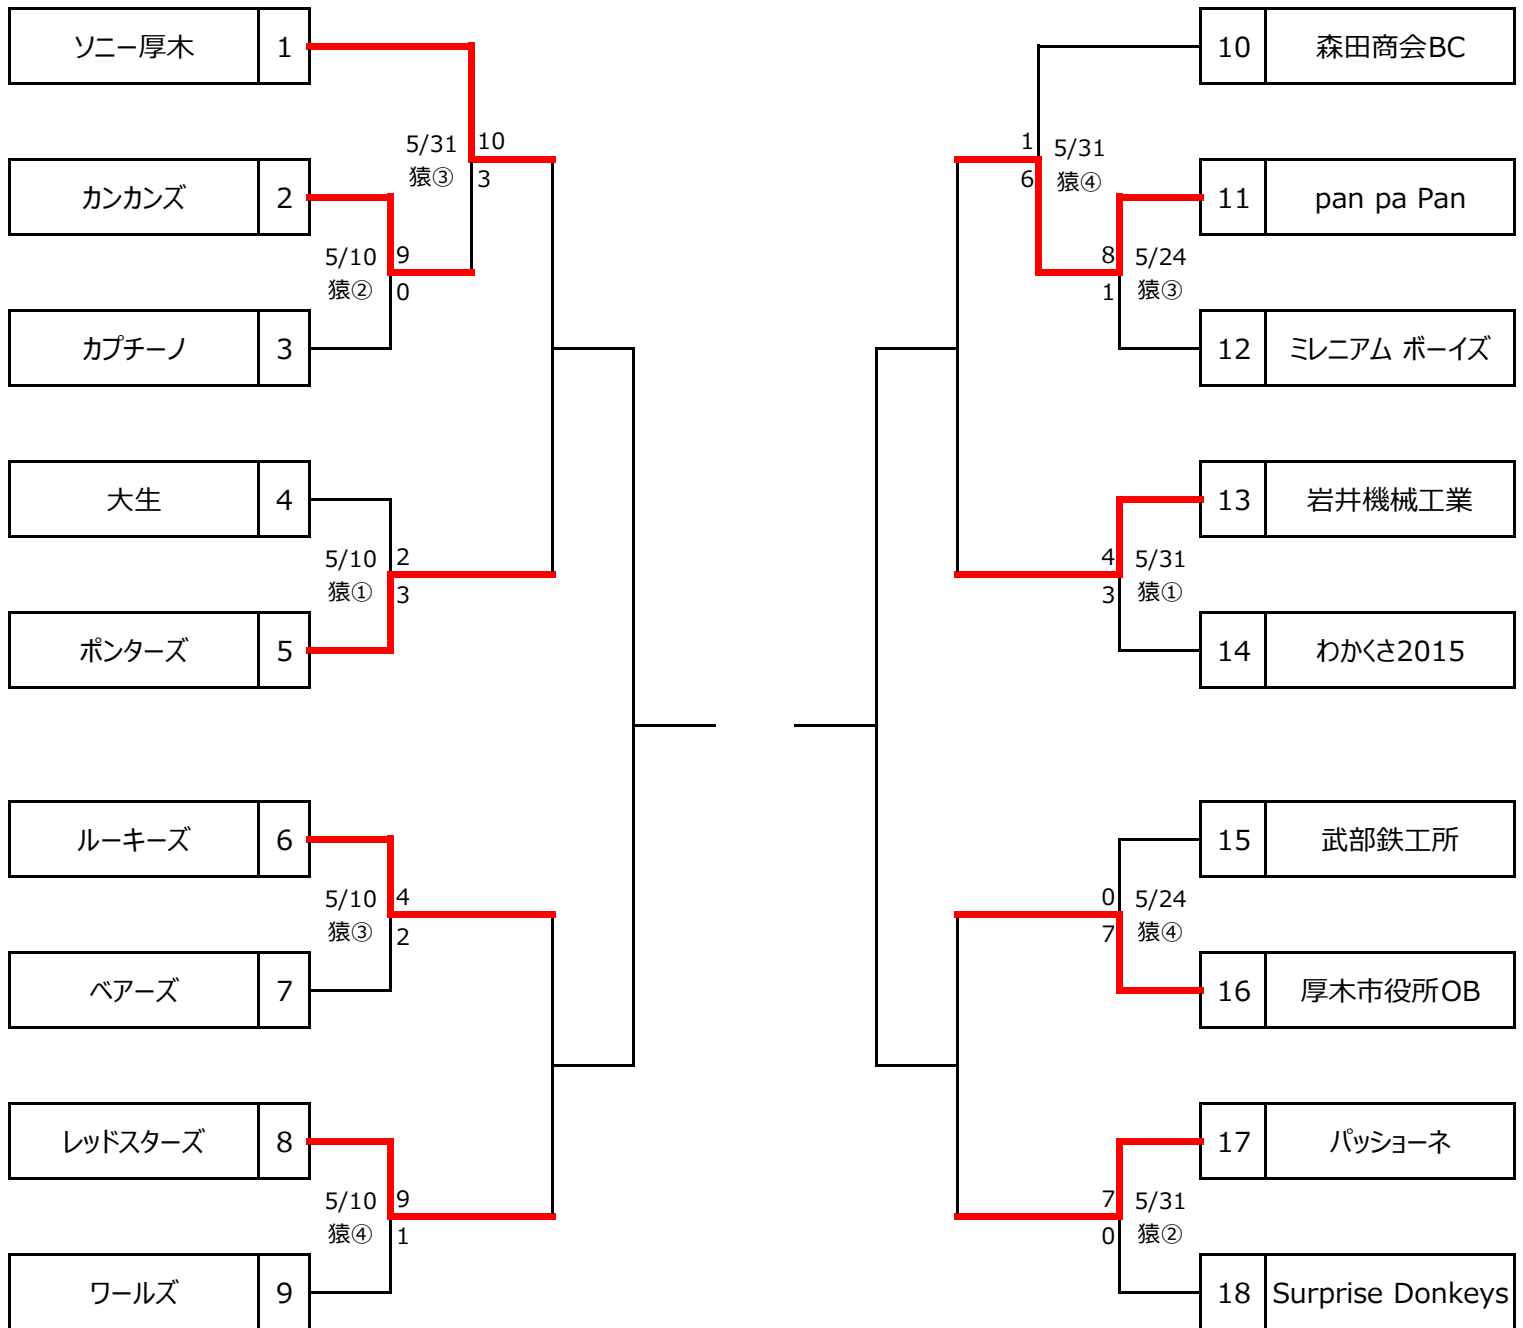 ソニー厚木 1
5/31 10
猿③ 3
カンカンズ 2
5/10 9
猿② 0
カプチーノ 3
大生 4
5/10 2
猿① 3
ポンターズ 5
ルーキーズ 6
5/10 4
猿③ 2
ベアーズ 7
レッドスターズ 8
5/10 9
猿④ 1
ワールズ 9
10 森田商会BC
1 5/31
6 猿④
11 pan pa Pan
8 5/24
1 猿③
12 ミレニアム ボーイズ
13 岩井機械工業
4 5/31
3 猿①
14 わかくさ2015
15 武部鉄工所
0 5/24
7 猿④
16 厚木市役所OB
17 パッショーネ
7 5/31
0 猿②
18 Surprise Donkeys